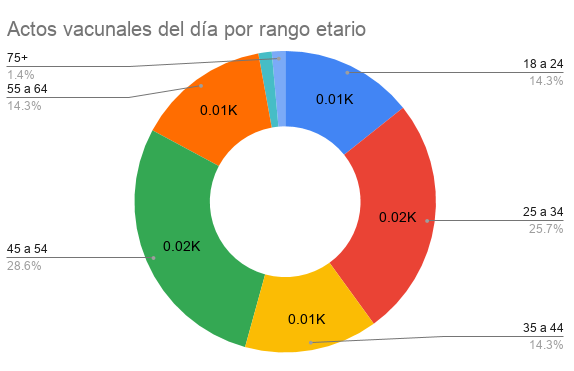 Actos vacunales del día por rango etario
75+
1.4%
55 a 64
14.3%
18 a 24
14.3%
0.01K
0.01K
25 a 34
25.7%
0.02K
45 a 54
28.6%
0.02K
35 a 44
14.3%
0.01K